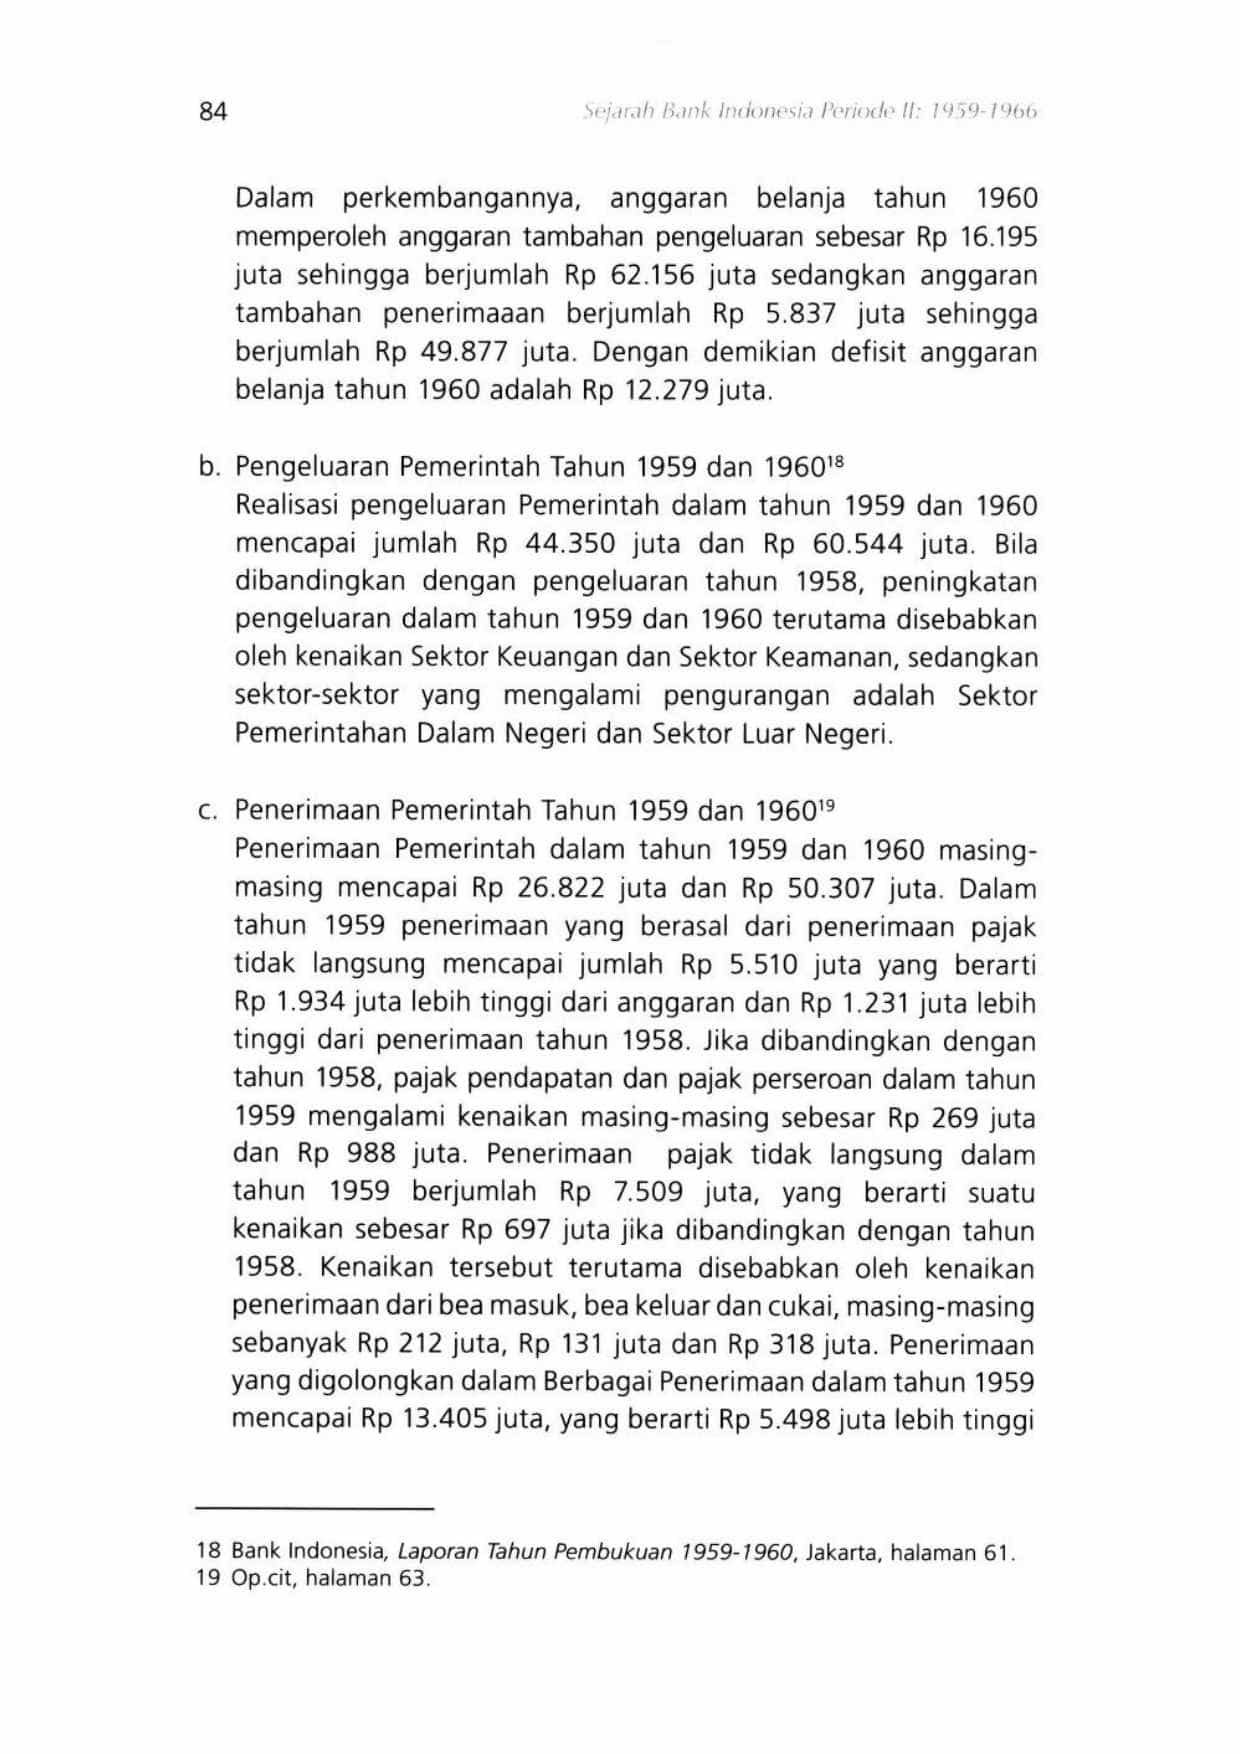 84
Sejarah Bank Indonesia Periode II: 1959-1966
Dalam perkembangannya, anggaran belanja tahun 1960
memperoleh anggaran tambahan pengeluaran sebesar Rp 16.195
juta sehingga berjumlah Rp 62.156 juta sedangkan anggaran
tambahan penerimaaan berjumlah Rp 5.837 juta sehingga
berjumlah Rp 49.877 juta. Dengan demikian defisit anggaran
belanja tahun 1960 adalah Rp 12.279 juta.
b. Pengeluaran Pemerintah Tahun 1959 dan 1960¹⁸
Realisasi pengeluaran Pemerintah dalam tahun 1959 dan 1960
mencapai jumlah Rp 44.350 juta dan Rp 60.544 juta. Bila
dibandingkan dengan pengeluaran tahun 1958, peningkatan
pengeluaran dalam tahun 1959 dan 1960 terutama disebabkan
oleh kenaikan Sektor Keuangan dan Sektor Keamanan, sedangkan
sektor-sektor yang mengalami pengurangan adalah Sektor
Pemerintahan Dalam Negeri dan Sektor Luar Negeri.
c. Penerimaan Pemerintah Tahun 1959 dan 1960¹⁹
Penerimaan Pemerintah dalam tahun 1959 dan 1960 masing-
masing mencapai Rp 26.822 juta dan Rp 50.307 juta. Dalam
tahun 1959 penerimaan yang berasal dari penerimaan pajak
tidak langsung mencapai jumlah Rp 5.510 juta yang berarti
Rp 1.934 juta lebih tinggi dari anggaran dan Rp 1.231 juta lebih
tinggi dari penerimaan tahun 1958. Jika dibandingkan dengan
tahun 1958, pajak pendapatan dan pajak perseroan dalam tahun
1959 mengalami kenaikan masing-masing sebesar Rp 269 juta
dan Rp 988 juta. Penerimaan pajak tidak langsung dalam
tahun 1959 berjumlah Rp 7.509 juta, yang berarti suatu
kenaikan sebesar Rp 697 juta jika dibandingkan dengan tahun
1958. Kenaikan tersebut terutama disebabkan oleh kenaikan
penerimaan dari bea masuk, bea keluar dan cukai, masing-masing
sebanyak Rp 212 juta, Rp 131 juta dan Rp 318 juta. Penerimaan
yang digolongkan dalam Berbagai Penerimaan dalam tahun 1959
mencapai Rp 13.405 juta, yang berarti Rp 5.498 juta lebih tinggi
18 Bank Indonesia, Laporan Tahun Pembukuan 1959-1960, Jakarta, halaman 61.
19 Op.cit, halaman 63.